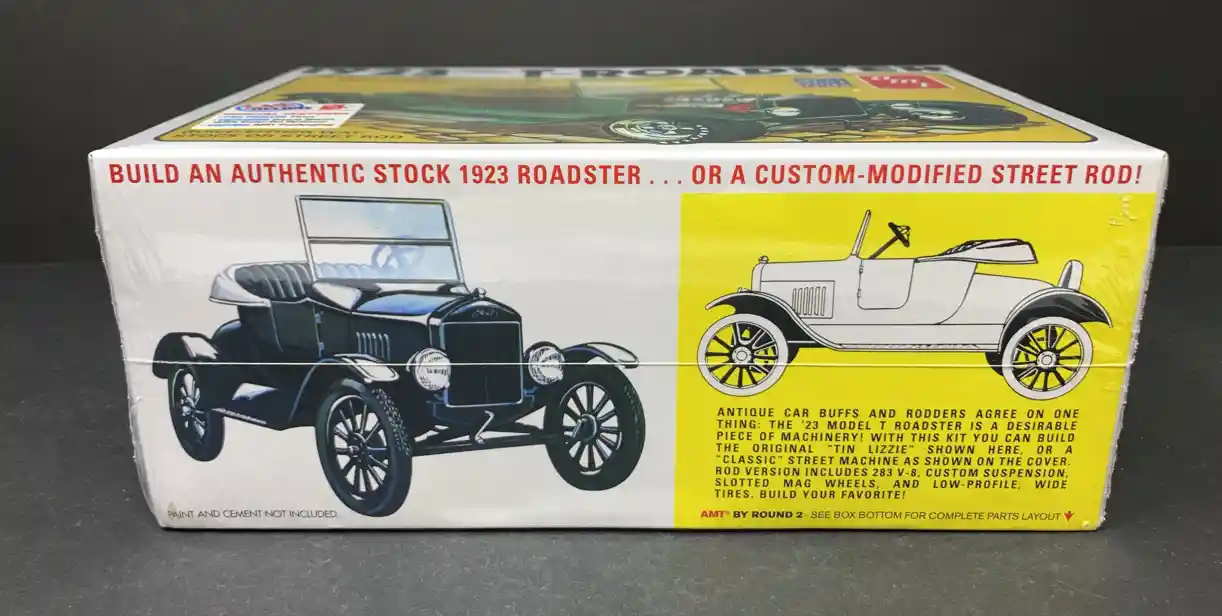 T-ROADSTER
amt
BUILD AN AUTHENTIC STOCK 1923 ROADSTER . . . OR A CUSTOM-MODIFIED STREET ROD!
Ford
ANTIQUE CAR BUFFS AND RODDERS AGREE ON ONE
THING: THE '23 MODEL T ROADSTER IS A DESIRABLE
PIECE OF MACHINERY! WITH THIS KIT YOU CAN BUILD
THE ORIGINAL "TIN LIZZIE" SHOWN HERE, OR A
"CLASSIC" STREET MACHINE AS SHOWN ON THE COVER.
ROD VERSION INCLUDES 283 V-8, CUSTOM SUSPENSION,
SLOTTED MAG WHEELS, AND LOW-PROFILE, WIDE
TIRES. BUILD YOUR FAVORITE!
PAINT AND CEMENT NOT INCLUDED.
AMT® BY ROUND 2 - SEE BOX BOTTOM FOR COMPLETE PARTS LAYOUT